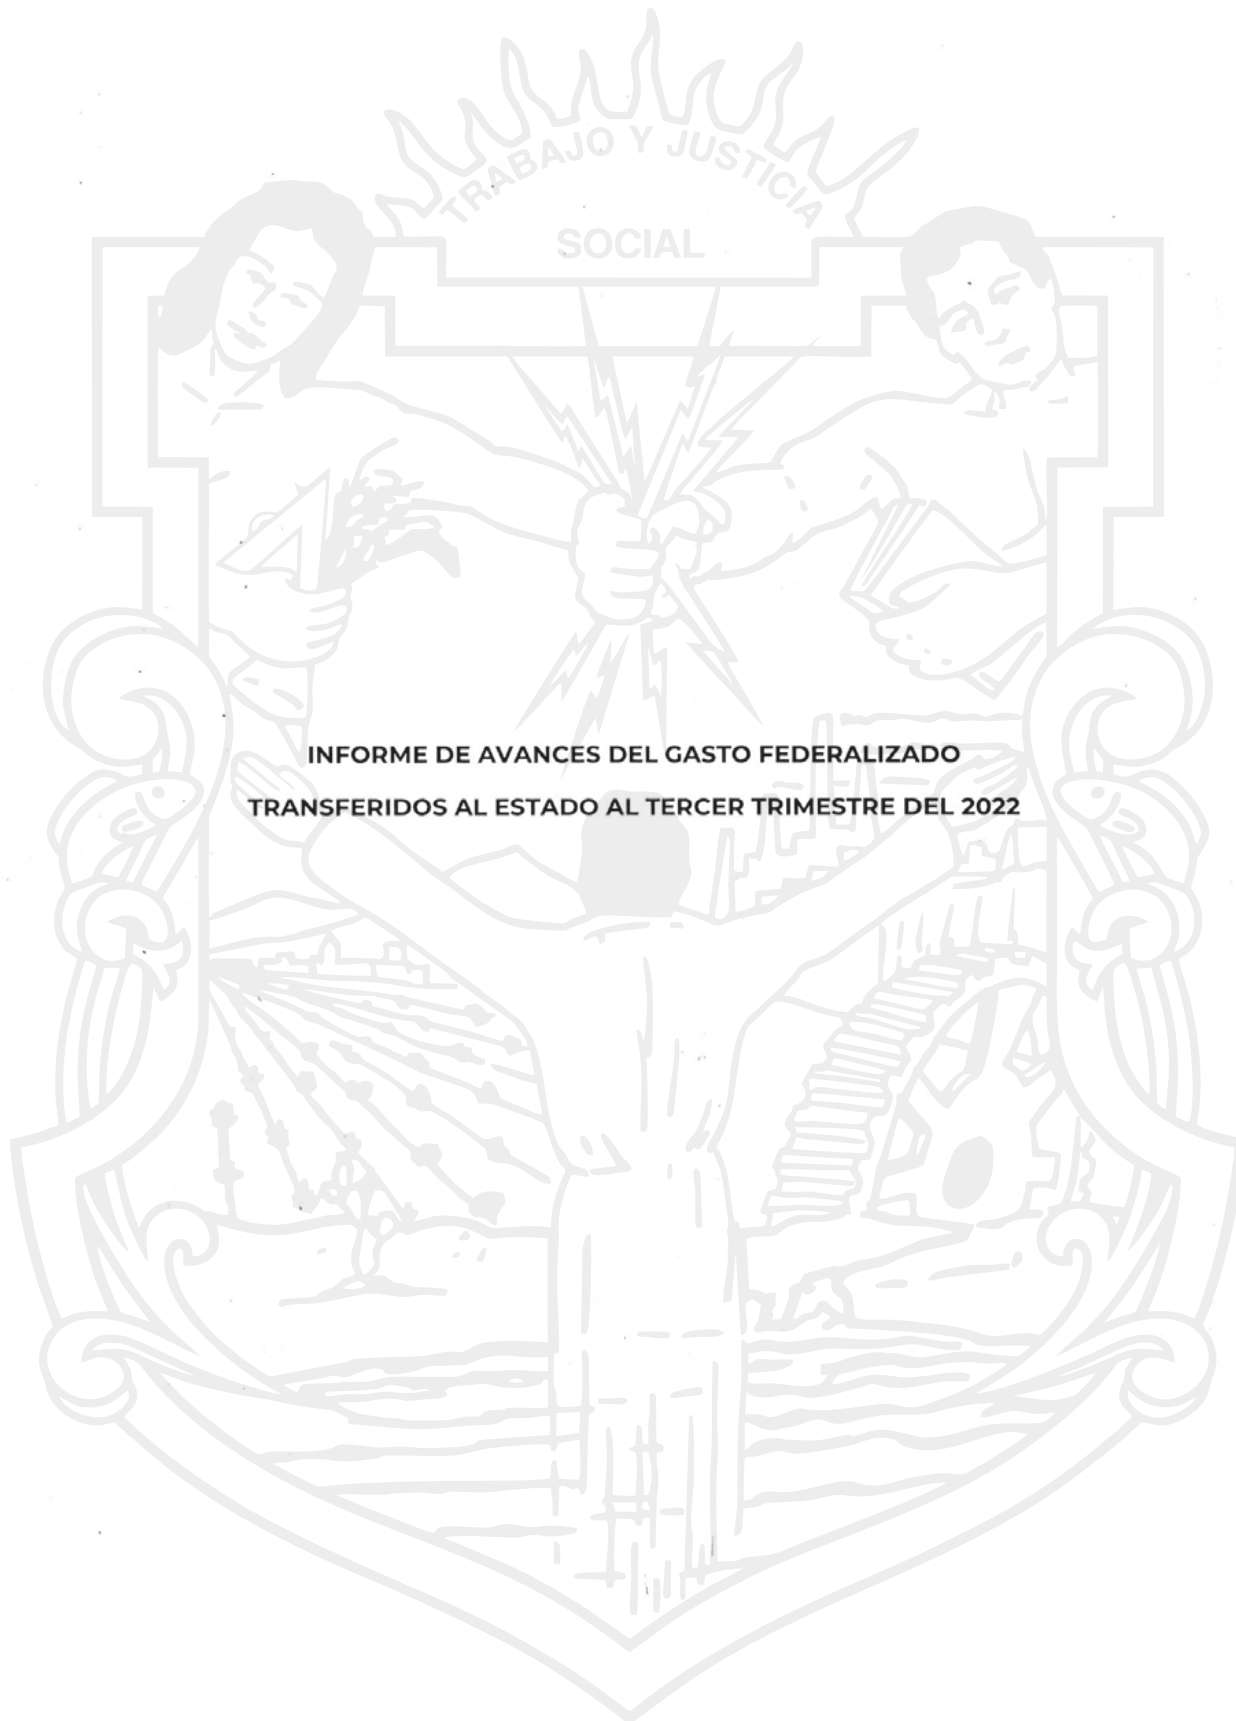 TRABAJO Y JUSTICIA
SOCIAL
INFORME DE AVANCES DEL GASTO FEDERALIZADO
TRANSFERIDOS AL ESTADO AL TERCER TRIMESTRE DEL 2022